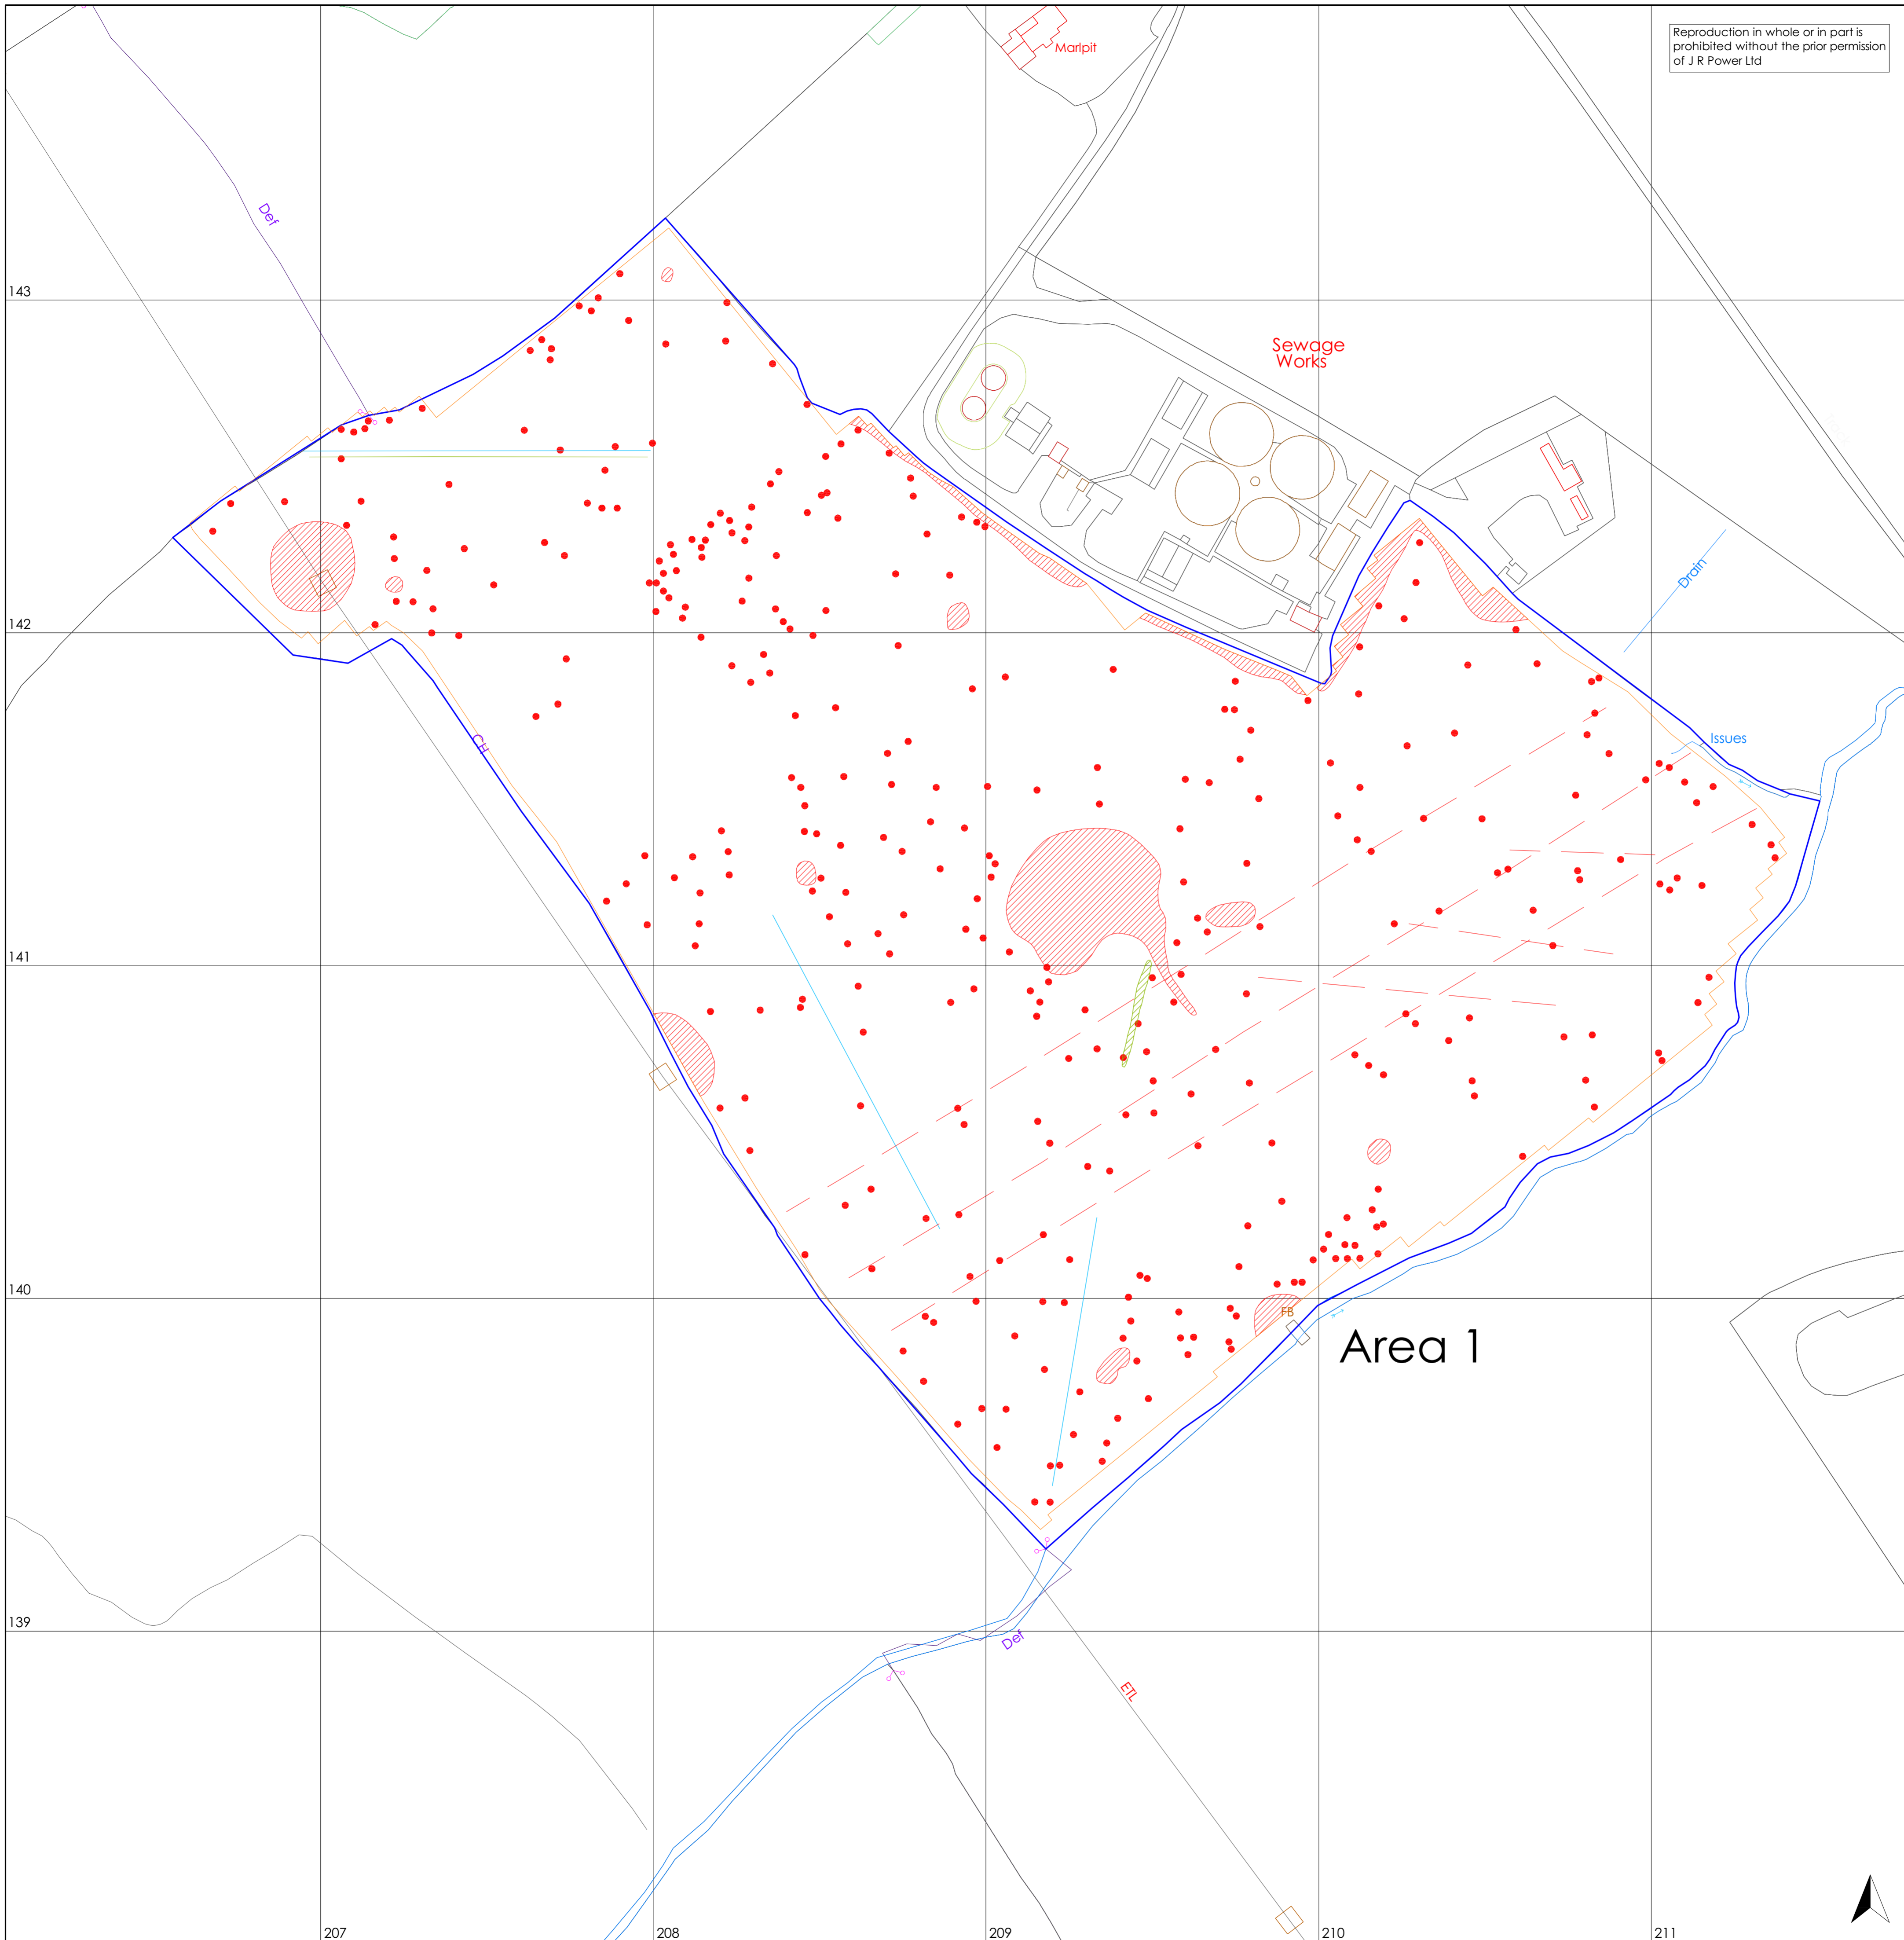 Reproduction in whole or in part is
prohibited without the prior permission
of J R Power Ltd
Marlpit
Def
143
Sewage
Works
Drain
142
Issues
CH
141
140
FB
Area 1
139
Def
ETL
207
208
209
210
211